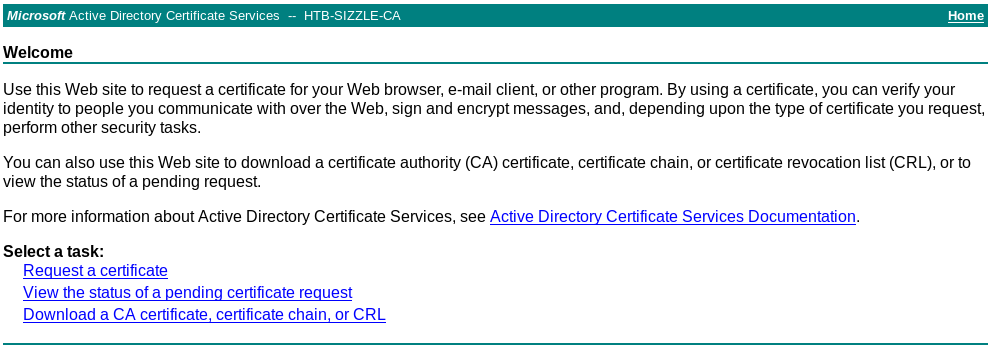 Microsoft Active Directory Certificate Services -- HTB-SIZZLE-CA Home
Welcome
Use this Web site to request a certificate for your Web browser, e-mail client, or other program. By using a certificate, you can verify your
identity to people you communicate with over the Web, sign and encrypt messages, and, depending upon the type of certificate you request,
perform other security tasks.
You can also use this Web site to download a certificate authority (CA) certificate, certificate chain, or certificate revocation list (CRL), or to
view the status of a pending request.
For more information about Active Directory Certificate Services, see Active Directory Certificate Services Documentation.
Select a task:
Request a certificate
View the status of a pending certificate request
Download a CA certificate, certificate chain, or CRL